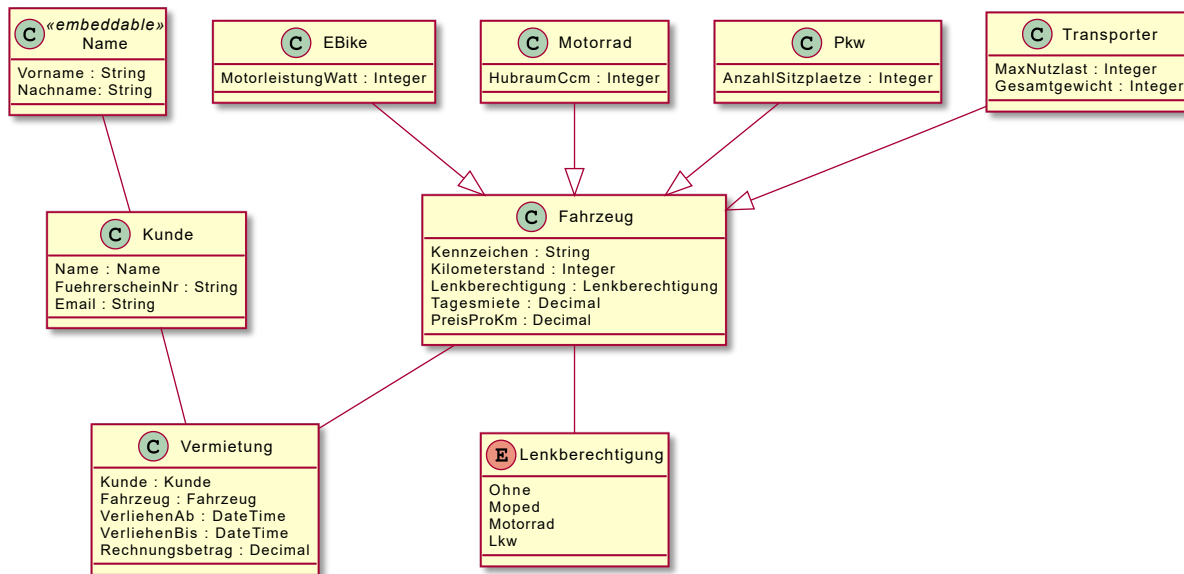 C «embeddable»
Name
Vorname : String
Nachname: String
C EBike
MotorleistungWatt : Integer
C Motorrad
HubraumCcm : Integer
C Pkw
AnzahlSitzplaetze : Integer
C Transporter
MaxNutzlast : Integer
Gesamtgewicht : Integer
C Kunde
Name : Name
FuehrerscheinNr : String
Email : String
C Fahrzeug
Kennzeichen : String
Kilometerstand : Integer
Lenkberechtigung : Lenkberechtigung
Tagesmiete : Decimal
PreisProKm : Decimal
C Vermietung
Kunde : Kunde
Fahrzeug : Fahrzeug
VerliehenAb : DateTime
VerliehenBis : DateTime
Rechnungsbetrag : Decimal
E Lenkberechtigung
Ohne
Moped
Motorrad
Lkw